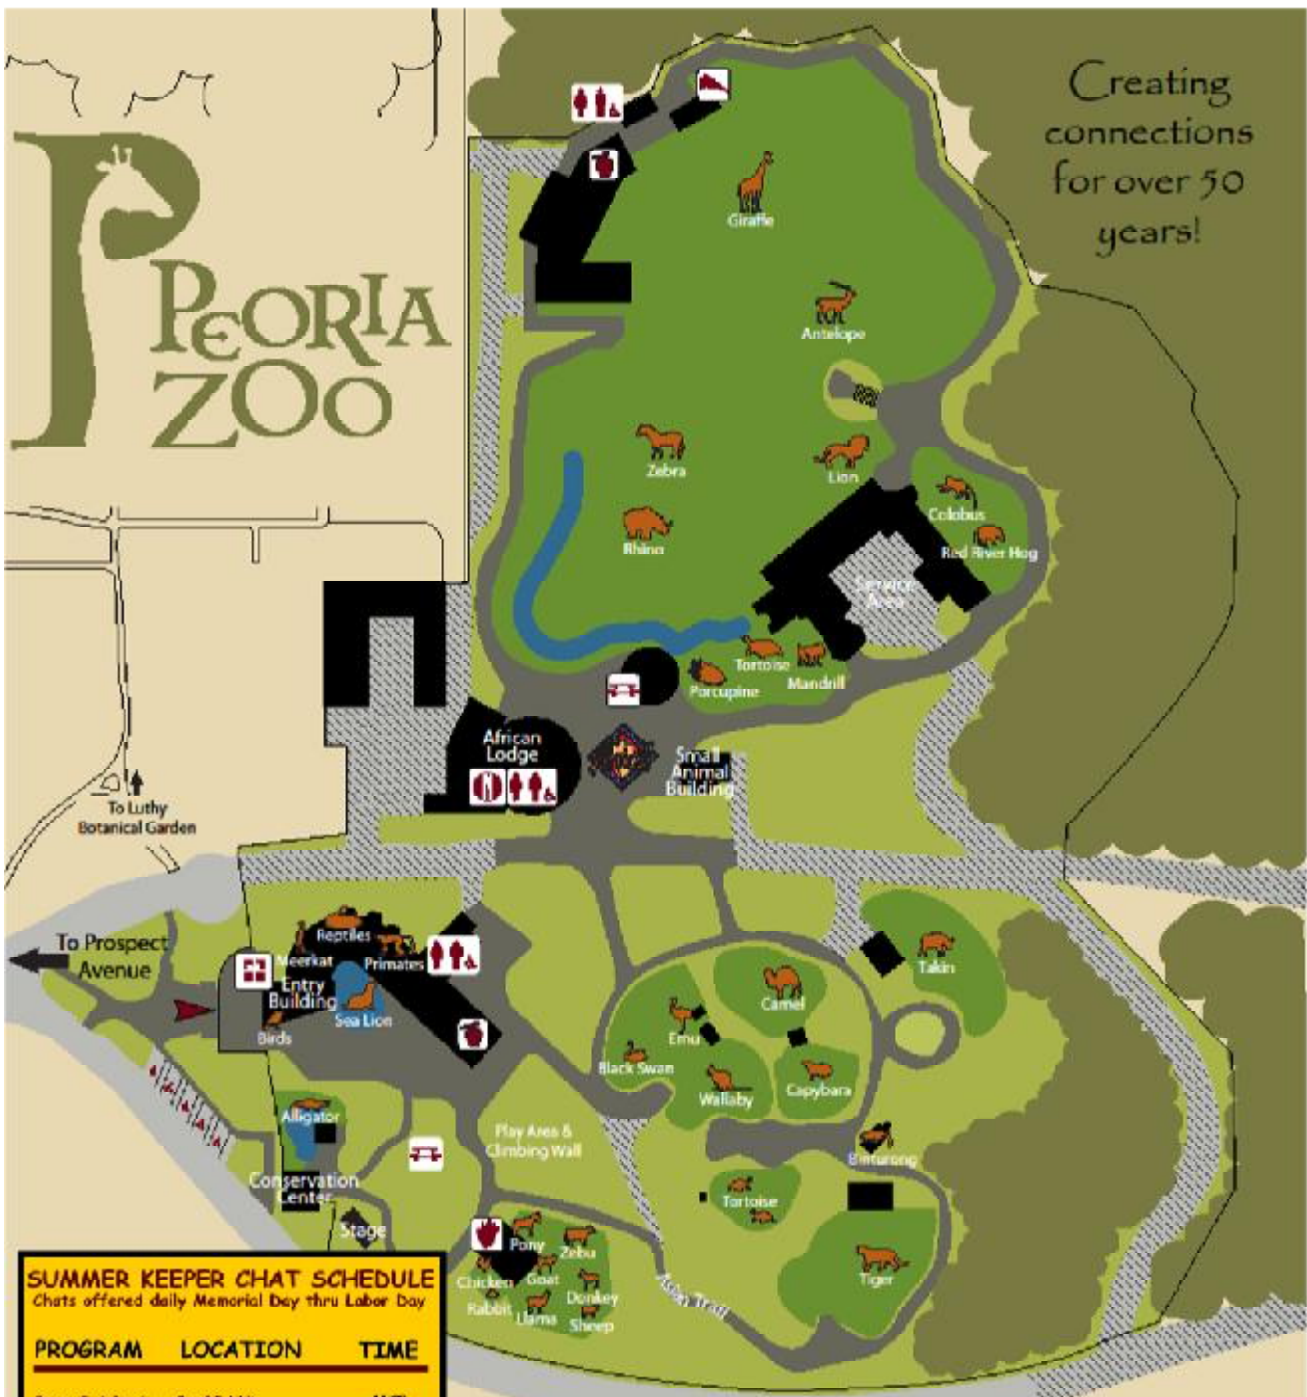 Creating
connections
for over 50
years!
PEORIA
ZOO
Giraffe
Antelope
Zebra
Lion
Colobus
Rhino
Red River Hog
Service
Area
Tortoise
Mandrill
Porcupine
African
Lodge
Small
Animal
Building
To Luthy
Botanical Garden
To Prospect
Avenue
Reptiles
Meerkat
Primates
Entry
Building
Sea Lion
Birds
Takin
Camel
Emu
Black Swan
Wallaby
Capybara
Alligator
Play Area &
Climbing Wall
Binturong
Conservation
Center
Tortoise
Stage
Pony
Zebu
Chicken
Goat
Donkey
Rabbit
Llama
Sheep
Tiger
Asian Trail
SUMMER KEEPER CHAT SCHEDULE
Chats offered daily Memorial Day thru Labor Day
PROGRAM LOCATION TIME